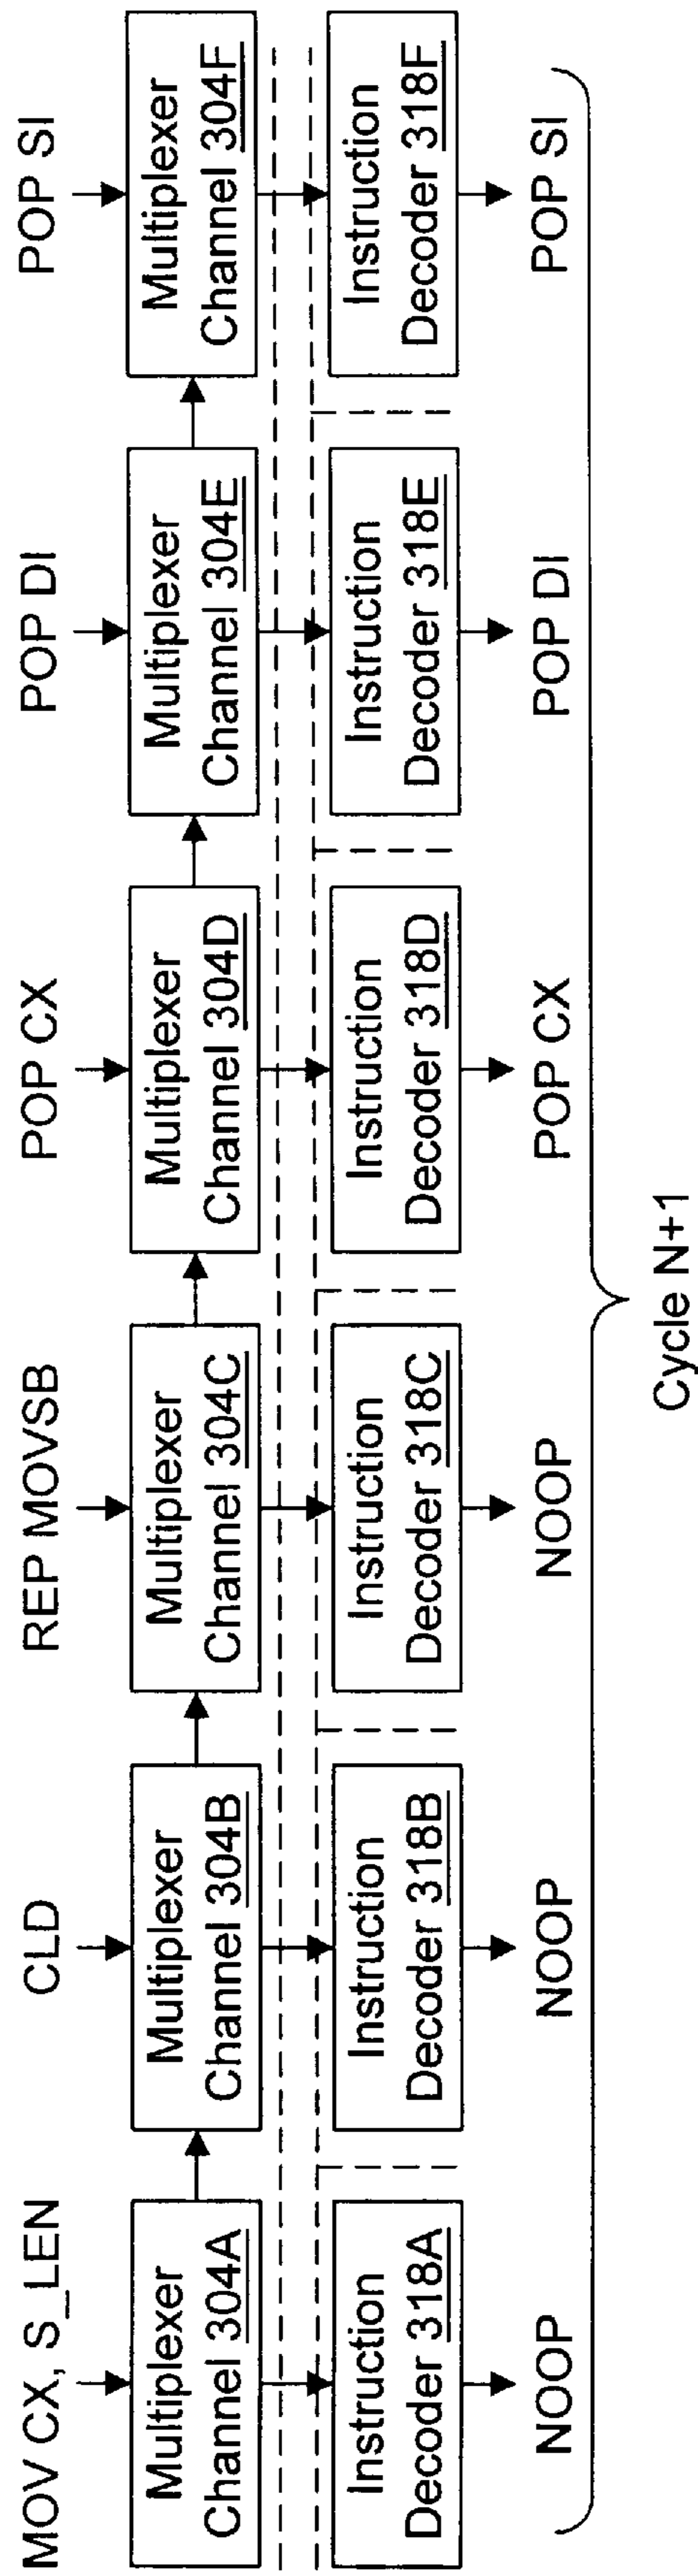 MOV CX, S_LEN
CLD
REP MOVSB
POP CX
POP DI
POP SI
Multiplexer
Channel 304A
Multiplexer
Channel 304B
Multiplexer
Channel 304C
Multiplexer
Channel 304D
Multiplexer
Channel 304E
Multiplexer
Channel 304F
Instruction
Decoder 318A
Instruction
Decoder 318B
Instruction
Decoder 318C
Instruction
Decoder 318D
Instruction
Decoder 318E
Instruction
Decoder 318F
NOOP
NOOP
NOOP
POP CX
POP DI
POP SI
Cycle N+1